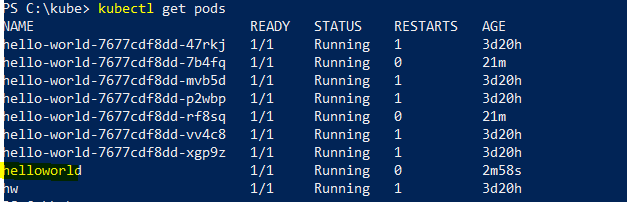 PS C:\kube> kubectl get pods
NAME READY STATUS RESTARTS AGE
hello-world-7677cdf8dd-47rkj 1/1 Running 1 3d20h
hello-world-7677cdf8dd-7b4fq 1/1 Running 0 21m
hello-world-7677cdf8dd-mvb5d 1/1 Running 1 3d20h
hello-world-7677cdf8dd-p2wbp 1/1 Running 1 3d20h
hello-world-7677cdf8dd-rf8sq 1/1 Running 0 21m
hello-world-7677cdf8dd-vv4c8 1/1 Running 1 3d20h
hello-world-7677cdf8dd-xgp9z 1/1 Running 1 3d20h
helloworld 1/1 Running 0 2m58s
hw 1/1 Running 1 3d20h